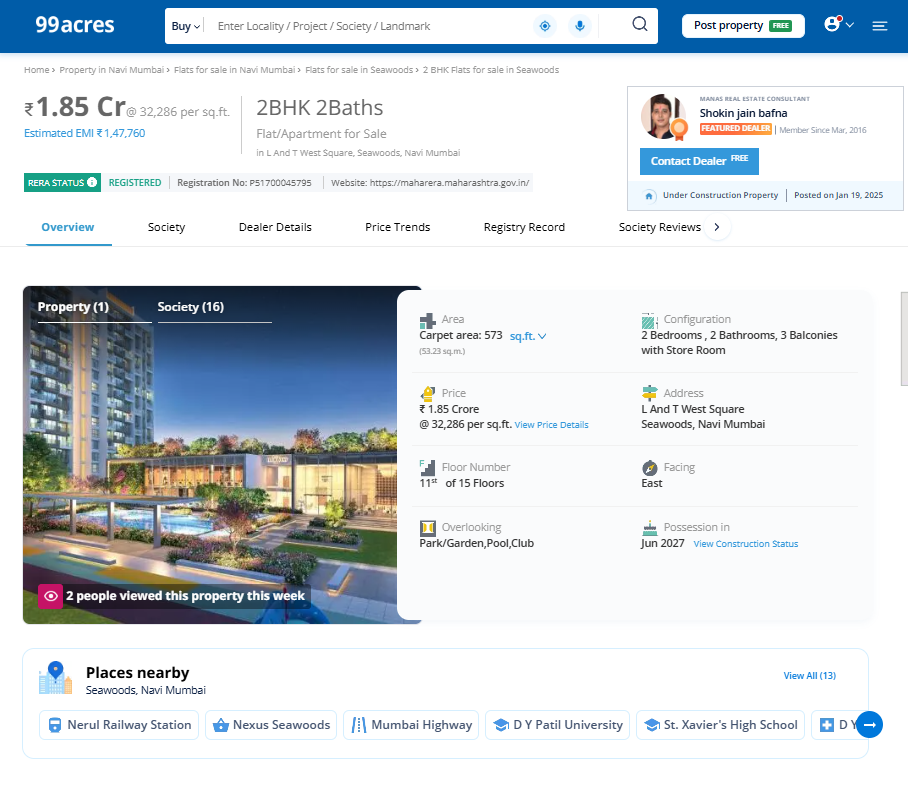 99acres
Buy
Enter Locality / Project / Society / Landmark
Post property FREE
Home › Property in Navi Mumbai › Flats for sale in Navi Mumbai › Flats for sale in Seawoods › 2 BHK Flats for sale in Seawoods
₹1.85 Cr @ 32,286 per sq.ft.
Estimated EMI ₹ 1,47,760
2BHK 2Baths
Flat/Apartment for Sale
in L And T West Square, Seawoods, Navi Mumbai
MANAS REAL ESTATE CONSULTANT
Shokin jain bafna
FEATURED DEALER | Member Since Mar, 2016
Contact Dealer FREE
Under Construction Property | Posted on Jan 19, 2025
RERA STATUS REGISTERED | Registration No: P51700045795 | Website: https://maharera.maharashtra.gov.in/
Overview Society Dealer Details Price Trends Registry Record Society Reviews
Property (1) Society (16)
2 people viewed this property this week
Area
Carpet area: 573 sq.ft.
(53.23 sq.m.)
Configuration
2 Bedrooms , 2 Bathrooms, 3 Balconies
with Store Room
Price
₹ 1.85 Crore
@ 32,286 per sq.ft. View Price Details
Address
L And T West Square
Seawoods, Navi Mumbai
Floor Number
11st of 15 Floors
Facing
East
Overlooking
Park/Garden,Pool,Club
Possession in
Jun 2027 View Construction Status
Places nearby
Seawoods, Navi Mumbai
View All (13)
Nerul Railway Station Nexus Seawoods Mumbai Highway D Y Patil University St. Xavier's High School D Y